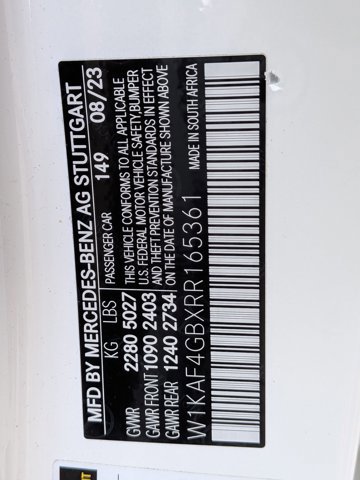 MFD BY MERCEDES-BENZ AG STUTTGART
KG LBS PASSENGER CAR 149 08/23
GVWR 2280 5027
GAWR FRONT 1090 2403
GAWR REAR 1240 2734
THIS VEHICLE CONFORMS TO ALL APPLICABLE
U.S. FEDERAL MOTOR VEHICLE SAFETY,BUMPER
AND THEFT PREVENTION STANDARDS IN EFFECT
ON THE DATE OF MANUFACTURE SHOWN ABOVE
W1KAF4GBXRR165361
MADE IN SOUTH AFRICA